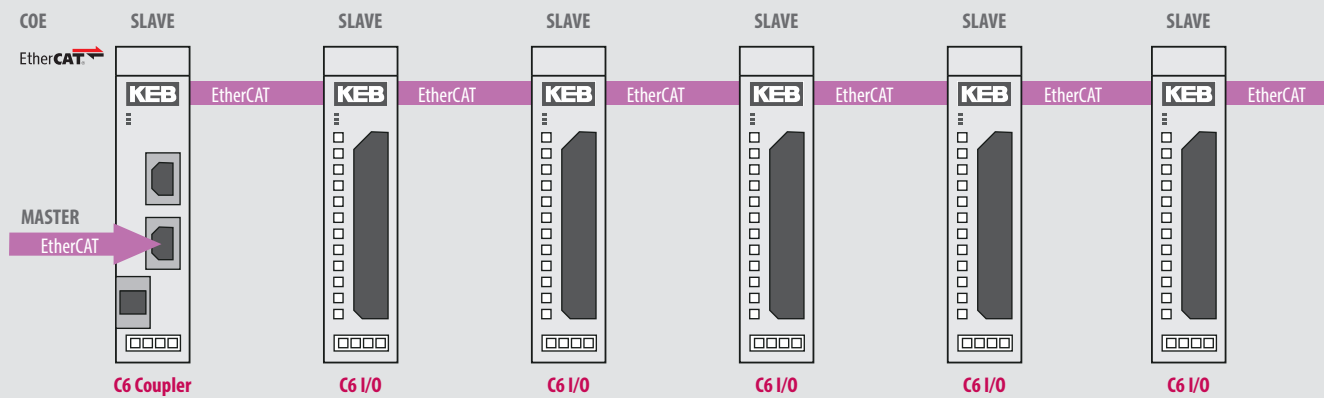 COE SLAVE SLAVE SLAVE SLAVE SLAVE SLAVE
EtherCAT®
KEB EtherCAT KEB EtherCAT KEB EtherCAT KEB EtherCAT KEB EtherCAT KEB EtherCAT
MASTER
EtherCAT
C6 Coupler C6 I/O C6 I/O C6 I/O C6 I/O C6 I/O